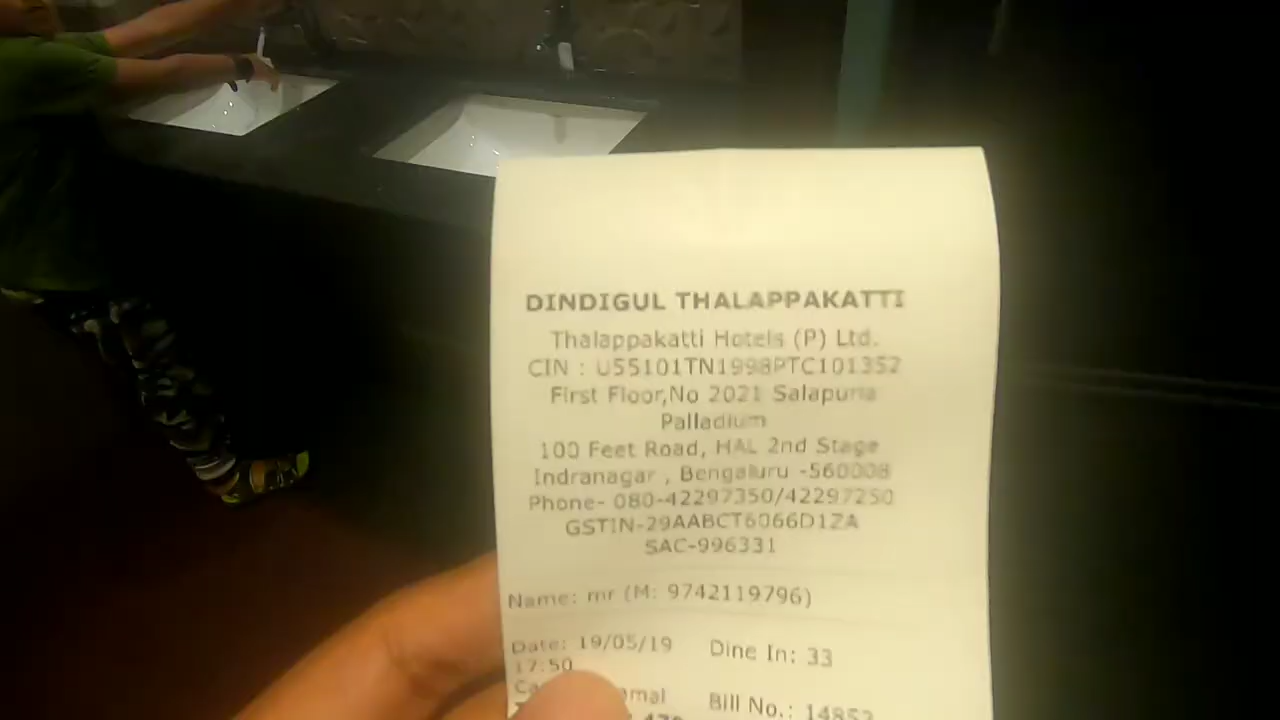 DINDIGUL THALAPPAKATTI
Thalappakatti Hotels (P) Ltd.
CIN : U55101TN1998PTC101352
First Floor,No 2021 Salapuria
Palladium
100 Feet Road, HAL 2nd Stage
Indranagar , Bengaluru -560008
Phone- 080-42297350/42297250
GSTIN-29AABCT6066D1ZA
SAC-996331
Name: mr (M: 9742119796)
Date: 19/05/19 Dine In: 33
17:50
Bill No.: 14852